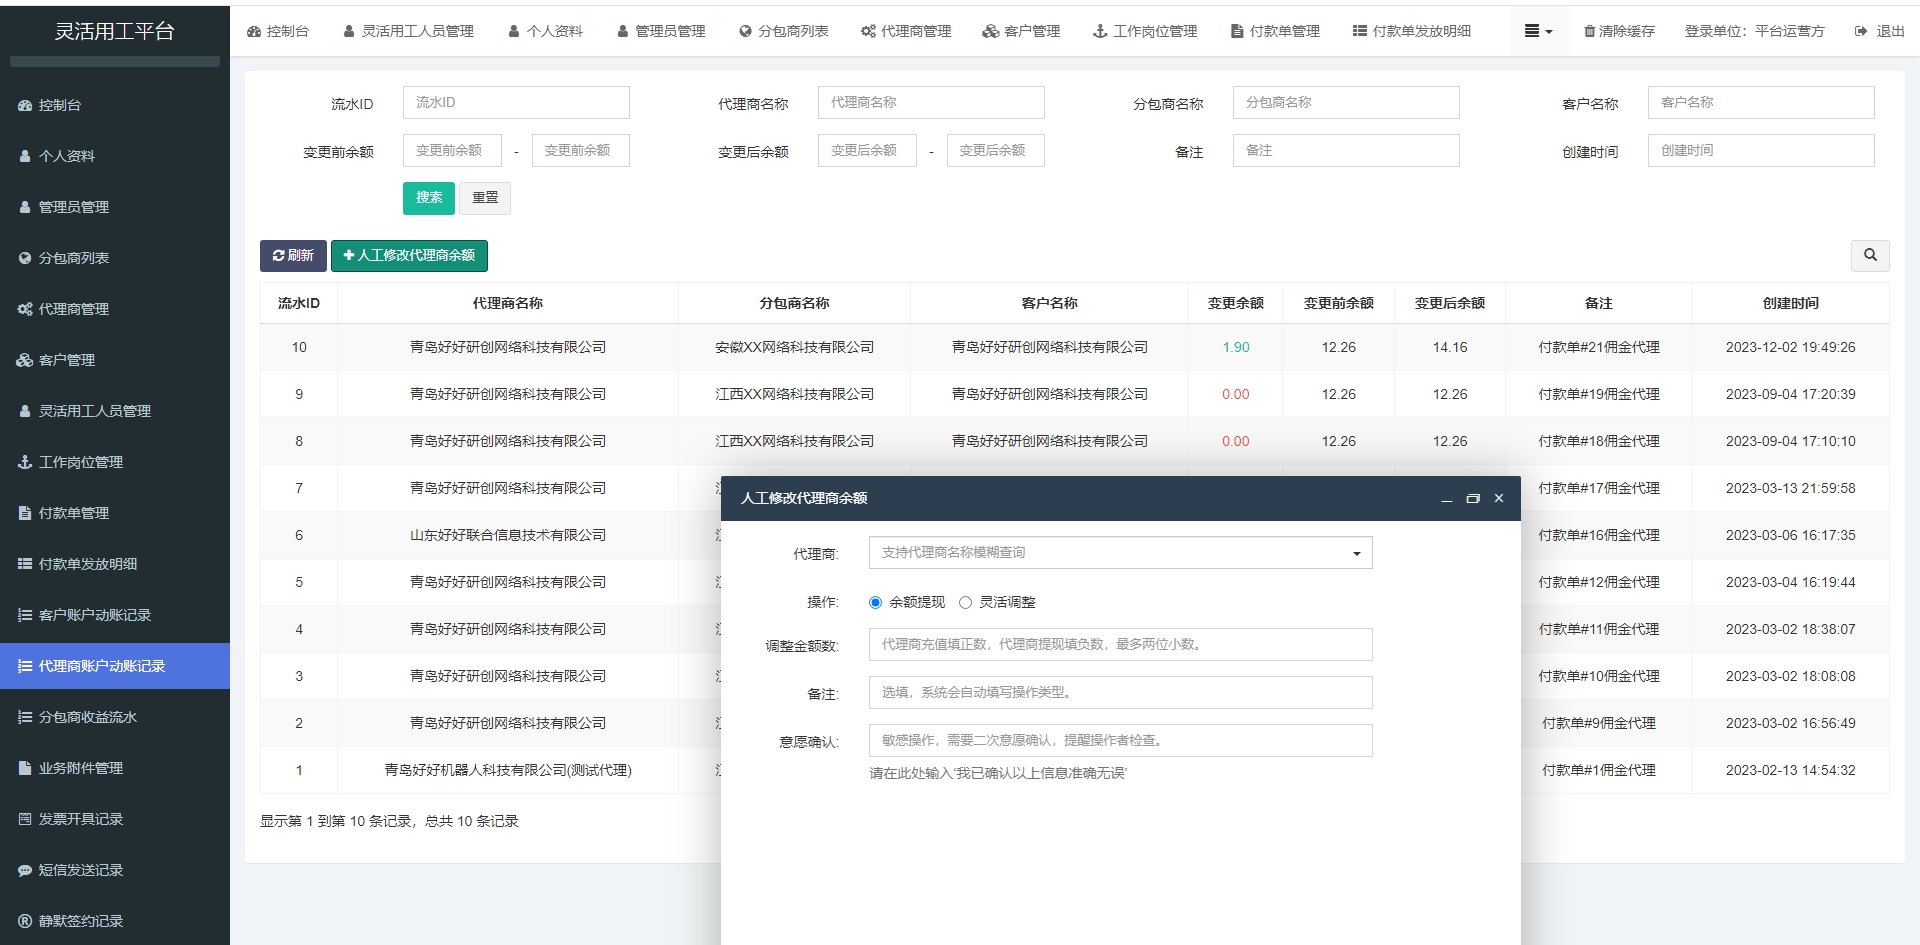 灵活用工平台
控制台
灵活用工人员管理
个人资料
管理员管理
分包商列表
代理商管理
客户管理
工作岗位管理
付款单管理
付款单发放明细
清除缓存
登录单位：平台运营方
退出
控制台
个人资料
管理员管理
分包商列表
代理商管理
客户管理
灵活用工人员管理
工作岗位管理
付款单管理
付款单发放明细
客户账户动账记录
代理商账户动账记录
分包商收益流水
业务附件管理
发票开具记录
短信发送记录
静默签约记录
流水ID 流水ID 代理商名称 代理商名称 分包商名称 分包商名称 客户名称 客户名称
变更前余额 变更前余额 - 变更前余额 变更后余额 变更后余额 - 变更后余额 备注 备注 创建时间 创建时间
搜索 重置
刷新 人工修改代理商余额
流水ID 代理商名称 分包商名称 客户名称 变更余额 变更前余额 变更后余额 备注 创建时间
10 青岛好好研创网络科技有限公司 安徽XX网络科技有限公司 青岛好好研创网络科技有限公司 1.90 12.26 14.16 付款单#21佣金代理 2023-12-02 19:49:26
9 青岛好好研创网络科技有限公司 江西XX网络科技有限公司 青岛好好研创网络科技有限公司 0.00 12.26 12.26 付款单#19佣金代理 2023-09-04 17:20:39
8 青岛好好研创网络科技有限公司 江西XX网络科技有限公司 青岛好好研创网络科技有限公司 0.00 12.26 12.26 付款单#18佣金代理 2023-09-04 17:10:10
7 青岛好好研创网络科技有限公司 付款单#17佣金代理 2023-03-13 21:59:58
6 山东好好联合信息技术有限公司 付款单#16佣金代理 2023-03-06 16:17:35
5 青岛好好研创网络科技有限公司 付款单#12佣金代理 2023-03-04 16:19:44
4 青岛好好研创网络科技有限公司 付款单#11佣金代理 2023-03-02 18:38:07
3 青岛好好研创网络科技有限公司 付款单#10佣金代理 2023-03-02 18:08:08
2 青岛好好研创网络科技有限公司 付款单#9佣金代理 2023-03-02 16:56:49
1 青岛好好机器人科技有限公司(测试代理) 付款单#1佣金代理 2023-02-13 14:54:32
显示第 1 到第 10 条记录，总共 10 条记录
人工修改代理商余额
代理商: 支持代理商名称模糊查询
操作: 余额提现 灵活调整
调整金额数: 代理商充值填正数，代理商提现填负数，最多两位小数。
备注: 选填，系统会自动填写操作类型。
意愿确认: 敏感操作，需要二次意愿确认，提醒操作者检查。
请在此处输入'我已确认以上信息准确无误'